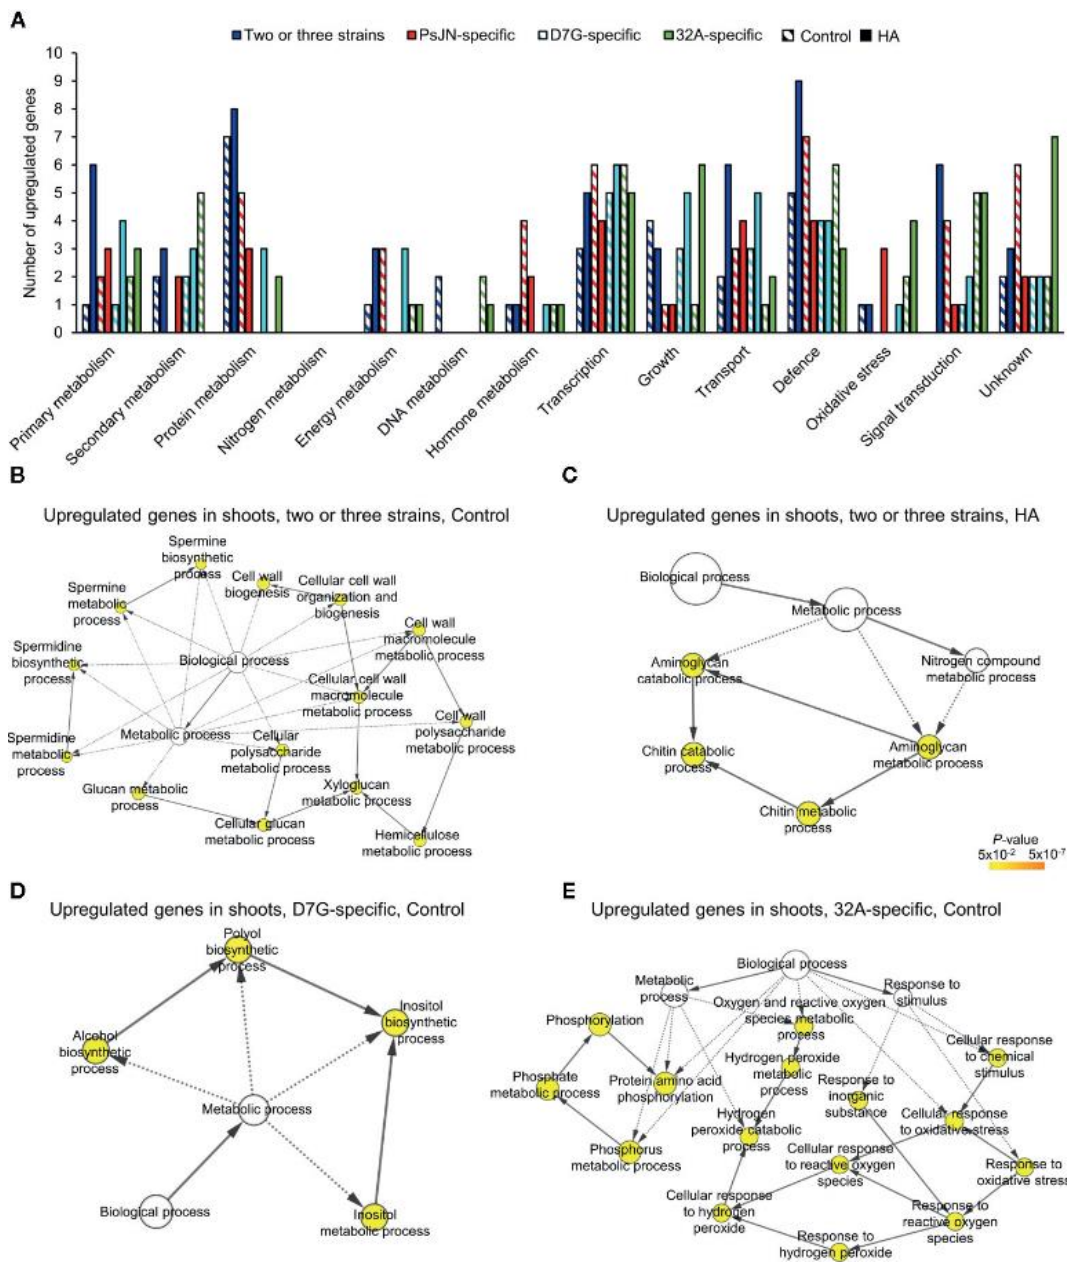 A
Two or three strains PsJN-specific D7G-specific 32A-specific Control HA
Number of upregulated genes
10
9
8
7
6
5
4
3
2
1
0
Primary metabolism
Secondary metabolism
Protein metabolism
Nitrogen metabolism
Energy metabolism
DNA metabolism
Hormone metabolism
Transcription
Growth
Transport
Defence
Oxidative stress
Signal transduction
Unknown
B
Upregulated genes in shoots, two or three strains, Control
Spermine
biosynthetic
process
Cell wall
biogenesis
Cellular cell wall
organization and
biogenesis
Spermine
metabolic
process
Cell wall
macromolecule
metabolic process
Spermidine
biosynthetic
process
Biological process
Cellular cell wall
macromolecule
metabolic process
Cell wall
polysaccharide
metabolic process
Metabolic process
Spermidine
metabolic
process
Cellular
polysaccharide
metabolic process
Glucan metabolic
process
Xyloglucan
metabolic process
Cellular glucan
metabolic process
Hemicellulose
metabolic process
C
Upregulated genes in shoots, two or three strains, HA
Biological process
Metabolic process
Aminoglycan
catabolic process
Nitrogen compound
metabolic process
Chitin catabolic
process
Aminoglycan
metabolic process
Chitin metabolic
process
P-value
5x10-2 5x10-7
D
Upregulated genes in shoots, D7G-specific, Control
Polyol
biosynthetic
process
Inositol
biosynthetic
process
Alcohol
biosynthetic
process
Metabolic process
Biological process
Inositol
metabolic process
E
Upregulated genes in shoots, 32A-specific, Control
Biological process
Metabolic
process
Response to
stimulus
Oxygen and reactive oxygen
species metabolic
process
Phosphorylation
Cellular response
to chemical
stimulus
Hydrogen peroxide
metabolic
process
Phosphate
metabolic process
Protein amino acid
phosphorylation
Response to
inorganic
substance
Hydrogen
peroxide catabolic
process
Cellular response
to oxidative stress
Phosphorus
metabolic process
Cellular response
to reactive oxygen
species
Response to
oxidative stress
Cellular response
to hydrogen
peroxide
Response to
reactive oxygen
species
Response to
hydrogen peroxide